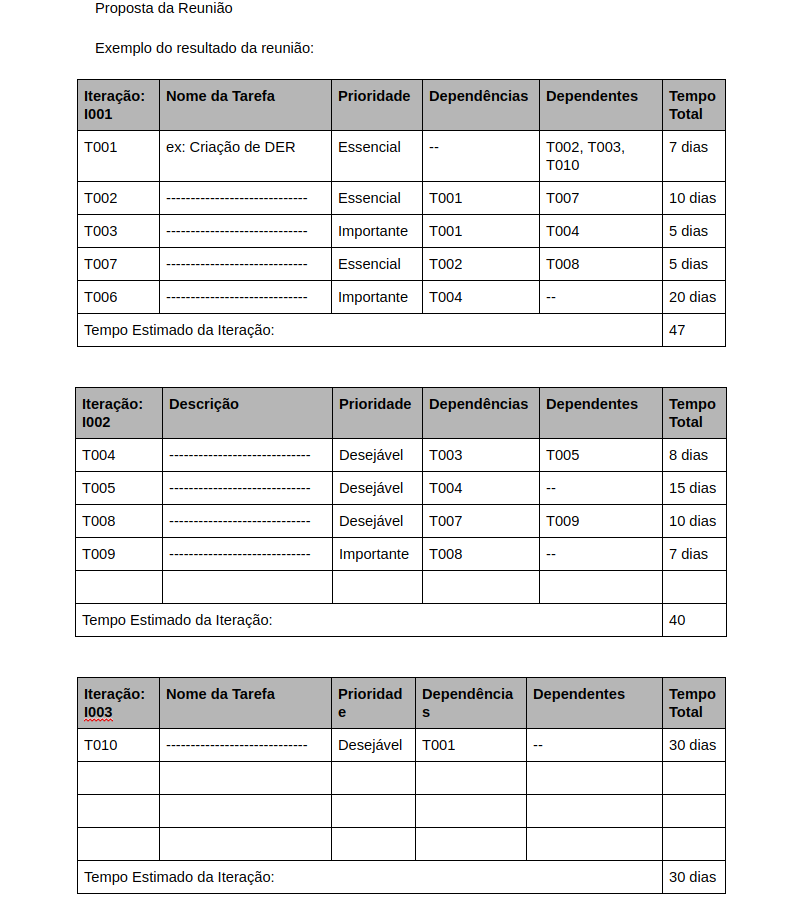 Proposta da Reunião
Exemplo do resultado da reunião:
Iteração: I001 Nome da Tarefa Prioridade Dependências Dependentes Tempo Total
T001 ex: Criação de DER Essencial -- T002, T003, T010 7 dias
T002 ----------------------------- Essencial T001 T007 10 dias
T003 ----------------------------- Importante T001 T004 5 dias
T007 ----------------------------- Essencial T002 T008 5 dias
T006 ----------------------------- Importante T004 -- 20 dias
Tempo Estimado da Iteração: 47
Iteração: I002 Descrição Prioridade Dependências Dependentes Tempo Total
T004 ----------------------------- Desejável T003 T005 8 dias
T005 ----------------------------- Desejável T004 -- 15 dias
T008 ----------------------------- Desejável T007 T009 10 dias
T009 ----------------------------- Importante T008 -- 7 dias
Tempo Estimado da Iteração: 40
Iteração: I003 Nome da Tarefa Prioridade Dependências Dependentes Tempo Total
T010 ----------------------------- Desejável T001 -- 30 dias
Tempo Estimado da Iteração: 30 dias